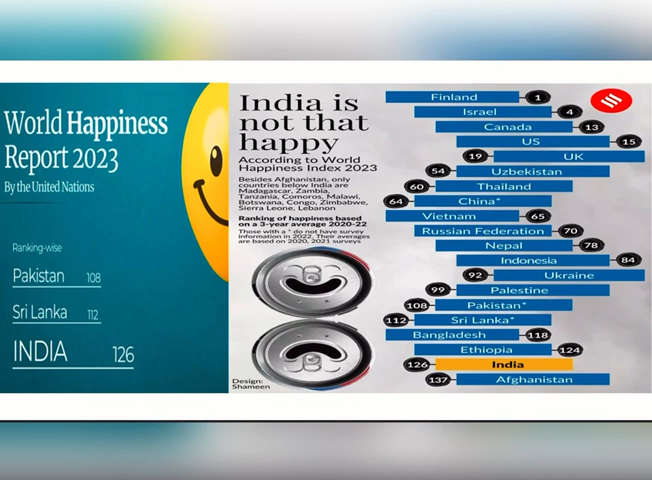 World Happiness
Report 2023
By the United Nations
Ranking-wise
Pakistan 108
Sri Lanka 112
INDIA 126
India is
not that
happy
According to World
Happiness Index 2023
Besides Afghanistan, only
countries below India are
Madagascar, Zambia,
Tanzania, Comoros, Malawi,
Botswana, Congo, Zimbabwe,
Sierra Leone, Lebanon
Ranking of happiness based
on a 3-year average 2020-22
Those with a * do not have survey
information in 2022. Their averages
are based on 2020, 2021 surveys
Design:
Shameen
Finland 1
Israel 4
Canada 13
US 15
19 UK
54 Uzbekistan
60 Thailand
64 China*
Vietnam 65
Russian Federation 70
Nepal 78
Indonesia 84
92 Ukraine
99 Palestine
108 Pakistan*
112 Sri Lanka*
Bangladesh 118
Ethiopia 124
126 India
137 Afghanistan